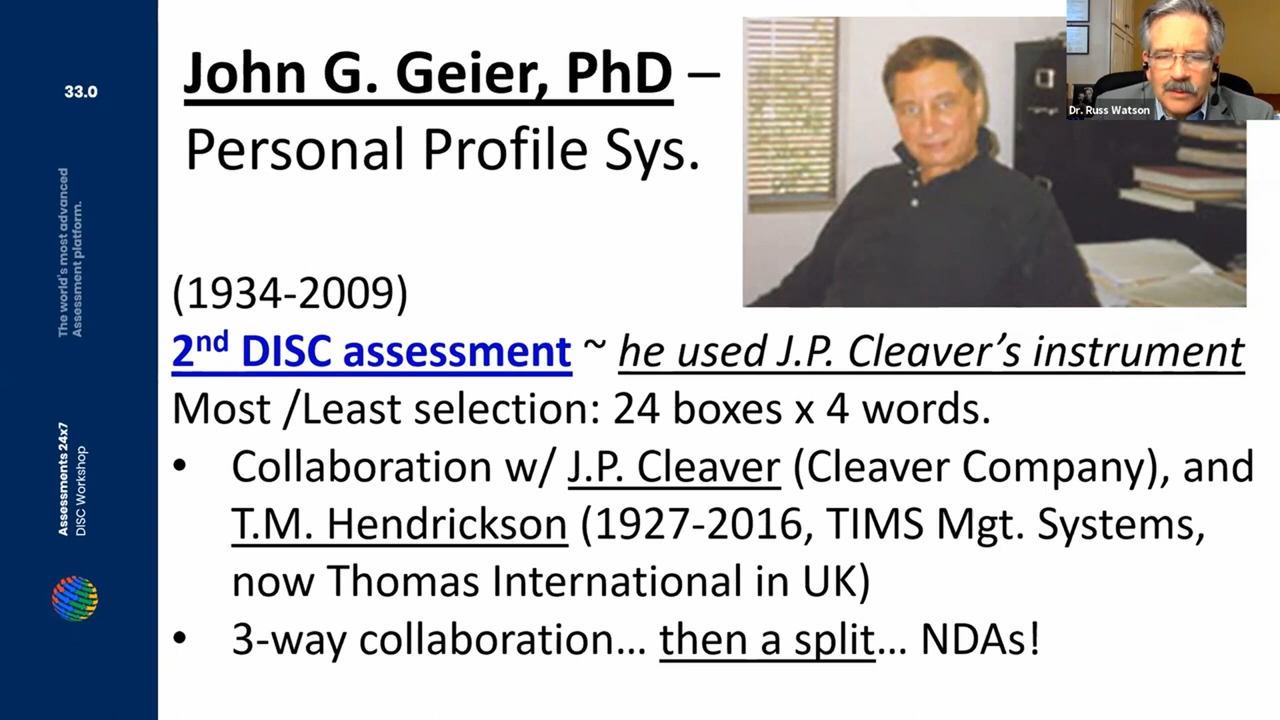 33.0
The world's most advanced
Assessment platform.
Assessments 24x7
DISC Workshop
John G. Geier, PhD –
Personal Profile Sys.
Dr. Russ Watson
(1934-2009)
2nd DISC assessment ~ he used J.P. Cleaver's instrument
Most /Least selection: 24 boxes x 4 words.
• Collaboration w/ J.P. Cleaver (Cleaver Company), and
T.M. Hendrickson (1927-2016, TIMS Mgt. Systems,
now Thomas International in UK)
• 3-way collaboration... then a split... NDAs!